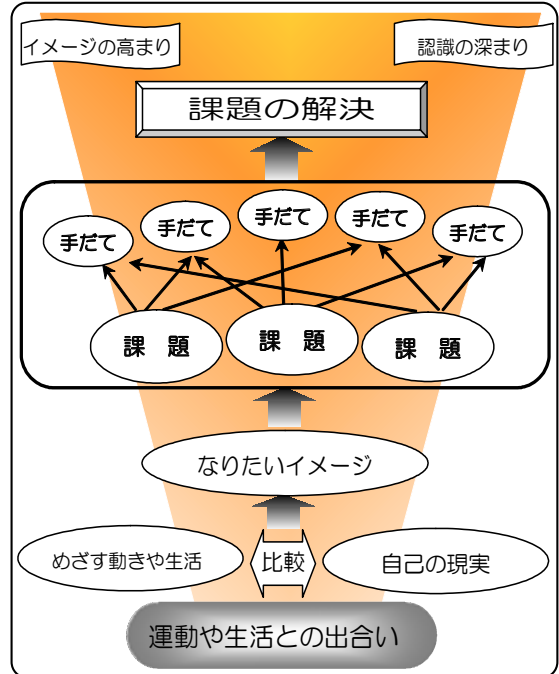 イメージの高まり
認識の深まり
課題の解決
手だて
手だて
手だて
手だて
手だて
課 題
課 題
課 題
なりたいイメージ
めざす動きや生活
比較
自己の現実
運動や生活との出合い